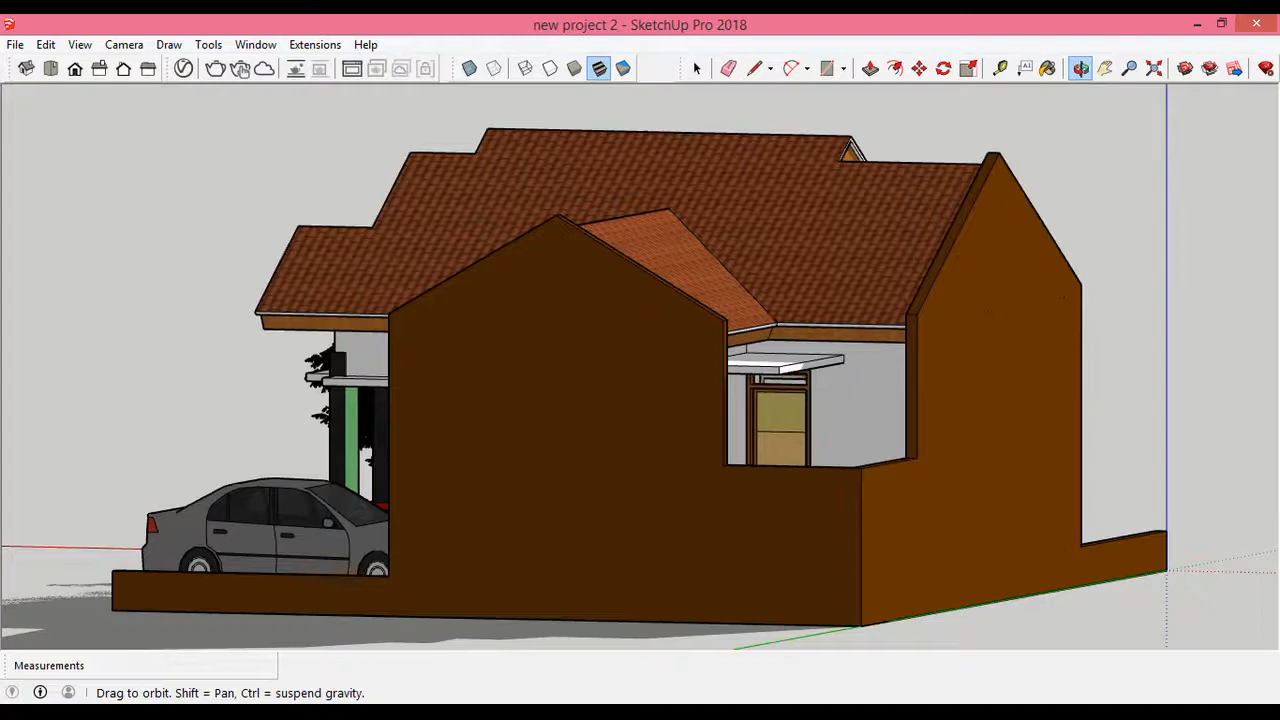 new project 2 - SketchUp Pro 2018
File Edit View Camera Draw Tools Window Extensions Help
Measurements
Drag to orbit. Shift = Pan, Ctrl = suspend gravity.